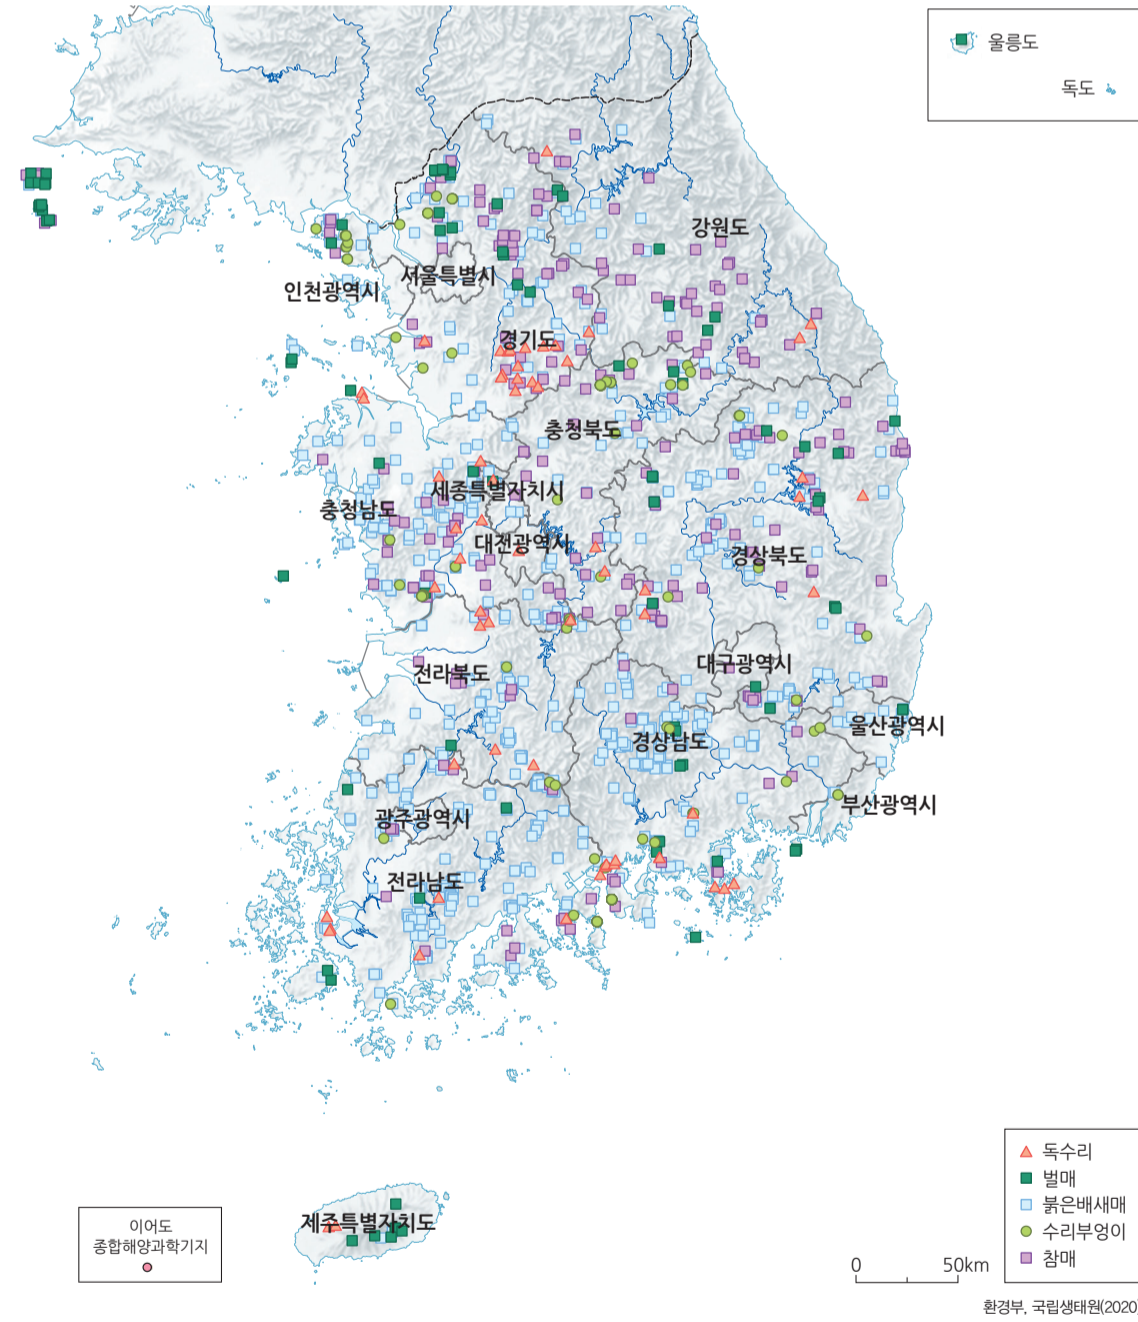 울릉도
독도
강원도
서울특별시
인천광역시
경기도
충청북도
세종특별자치시
충청남도
대전광역시
경상북도
대구광역시
전라북도
울산광역시
경상남도
부산광역시
광주광역시
전라남도
제주특별자치도
이어도
종합해양과학기지
독수리
벌매
붉은배새매
수리부엉이
참매
0 50km
환경부, 국립생태원(2020)